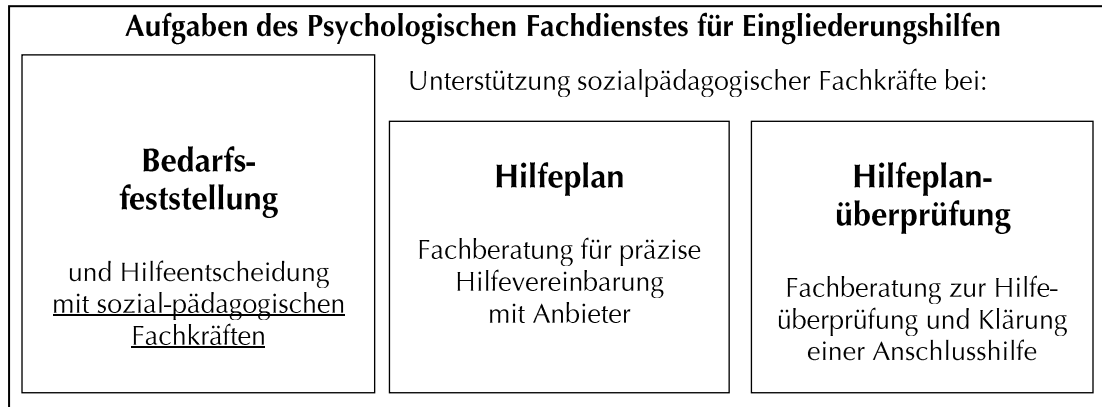 Aufgaben des Psychologischen Fachdienstes für Eingliederungshilfen
Bedarfs-
feststellung
und Hilfeentscheidung
mit sozial-pädagogischen
Fachkräften
Unterstützung sozialpädagogischer Fachkräfte bei:
Hilfeplan
Fachberatung für präzise
Hilfevereinbarung
mit Anbieter
Hilfeplan-
überprüfung
Fachberatung zur Hilfe-
überprüfung und Klärung
einer Anschlusshilfe